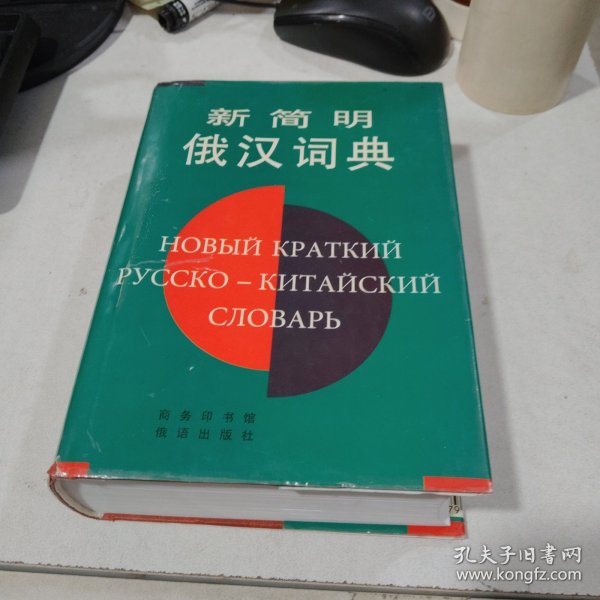 新简明
俄汉词典
НОВЫЙ КРАТКИЙ
РУССКО – КИТАЙСКИЙ
СЛОВАРЬ
商务印书馆
俄语出版社
孔夫子旧书网
www.kongfz.com